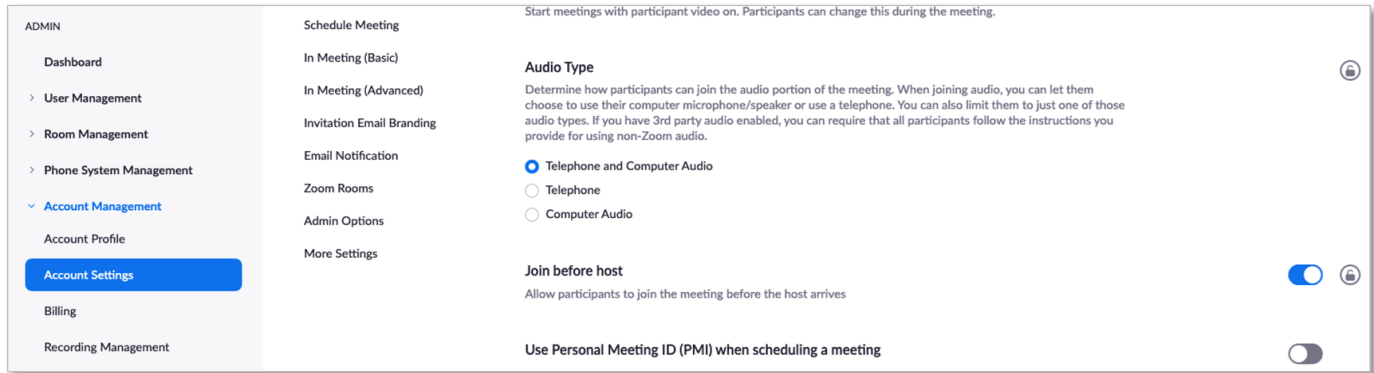 ADMIN
Dashboard
User Management
Room Management
Phone System Management
Account Management
Account Profile
Account Settings
Billing
Recording Management
Schedule Meeting
In Meeting (Basic)
In Meeting (Advanced)
Invitation Email Branding
Email Notification
Zoom Rooms
Admin Options
More Settings
Start meetings with participant video on. Participants can change this during the meeting.
Audio Type
Determine how participants can join the audio portion of the meeting. When joining audio, you can let them
choose to use their computer microphone/speaker or use a telephone. You can also limit them to just one of those
audio types. If you have 3rd party audio enabled, you can require that all participants follow the instructions you
provide for using non-Zoom audio.
Telephone and Computer Audio
Telephone
Computer Audio
Join before host
Allow participants to join the meeting before the host arrives
Use Personal Meeting ID (PMI) when scheduling a meeting